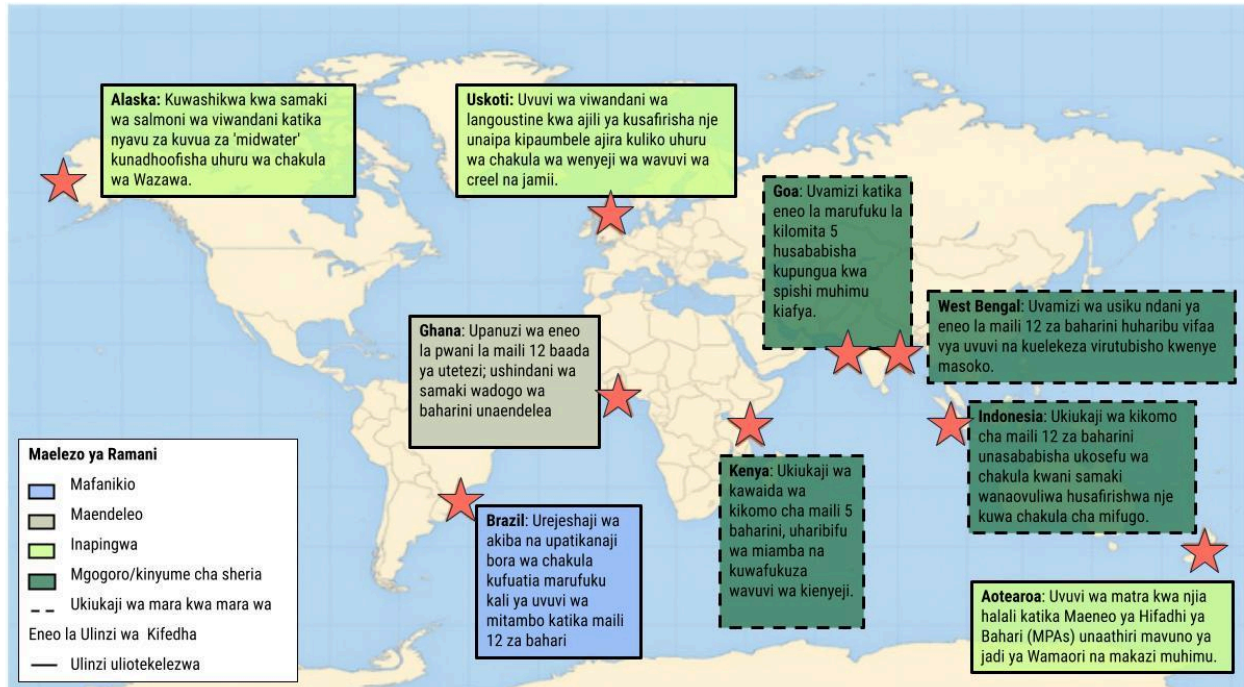 Alaska: Kuwashikwa kwa samaki
wa salmoni wa viwandani katika
nyavu za kuvua za 'midwater'
kunadhoofisha uhuru wa chakula
wa Wazawa.
Uskoti: Uvuvi wa viwandani wa
langoustine kwa ajili ya kusafirisha nje
unaipa kipaumbele ajira kuliko uhuru
wa chakula wa wenyeji wa wavuvi wa
creel na jamii.
Goa: Uvamizi katika
eneo la marufuku la
kilomita 5
husababisha
kupungua kwa
spishi muhimu
kiafya.
West Bengal: Uvamizi wa usiku ndani ya
eneo la maili 12 za baharini huharibu vifaa
vya uvuvi na kuelekeza virutubisho kwenye
masoko.
Ghana: Upanuzi wa eneo
la pwani la maili 12 baada
ya utetezi; ushindani wa
samaki wadogo wa
baharini unaendelea
Indonesia: Ukiukaji wa kikomo
cha maili 12 za baharini
unasababisha ukosefu wa
chakula kwani samaki
wanaovuliwa husafirishwa nje
kuwa chakula cha mifugo.
Kenya: Ukiukaji wa
kawaida wa
kikomo cha maili 5
baharini, uharibifu
wa miamba na
kuwafukuza
wavuvi wa kienyeji.
Brazil: Urejeshaji wa
akiba na upatikanaji
bora wa chakula
kufuatia marufuku
kali ya uvuvi wa
mitambo katika maili
12 za bahari
Aotearoa: Uvuvi wa matra kwa njia
halali katika Maeneo ya Hifadhi ya
Bahari (MPAs) unaathiri mavuno ya
jadi ya Wamaori na makazi muhimu.
Maelezo ya Ramani
Mafanikio
Maendeleo
Inapingwa
Mgogoro/kinyume cha sheria
Ukiukaji wa mara kwa mara wa
Eneo la Ulinzi wa Kifedha
Ulinzi uliotekelezwa